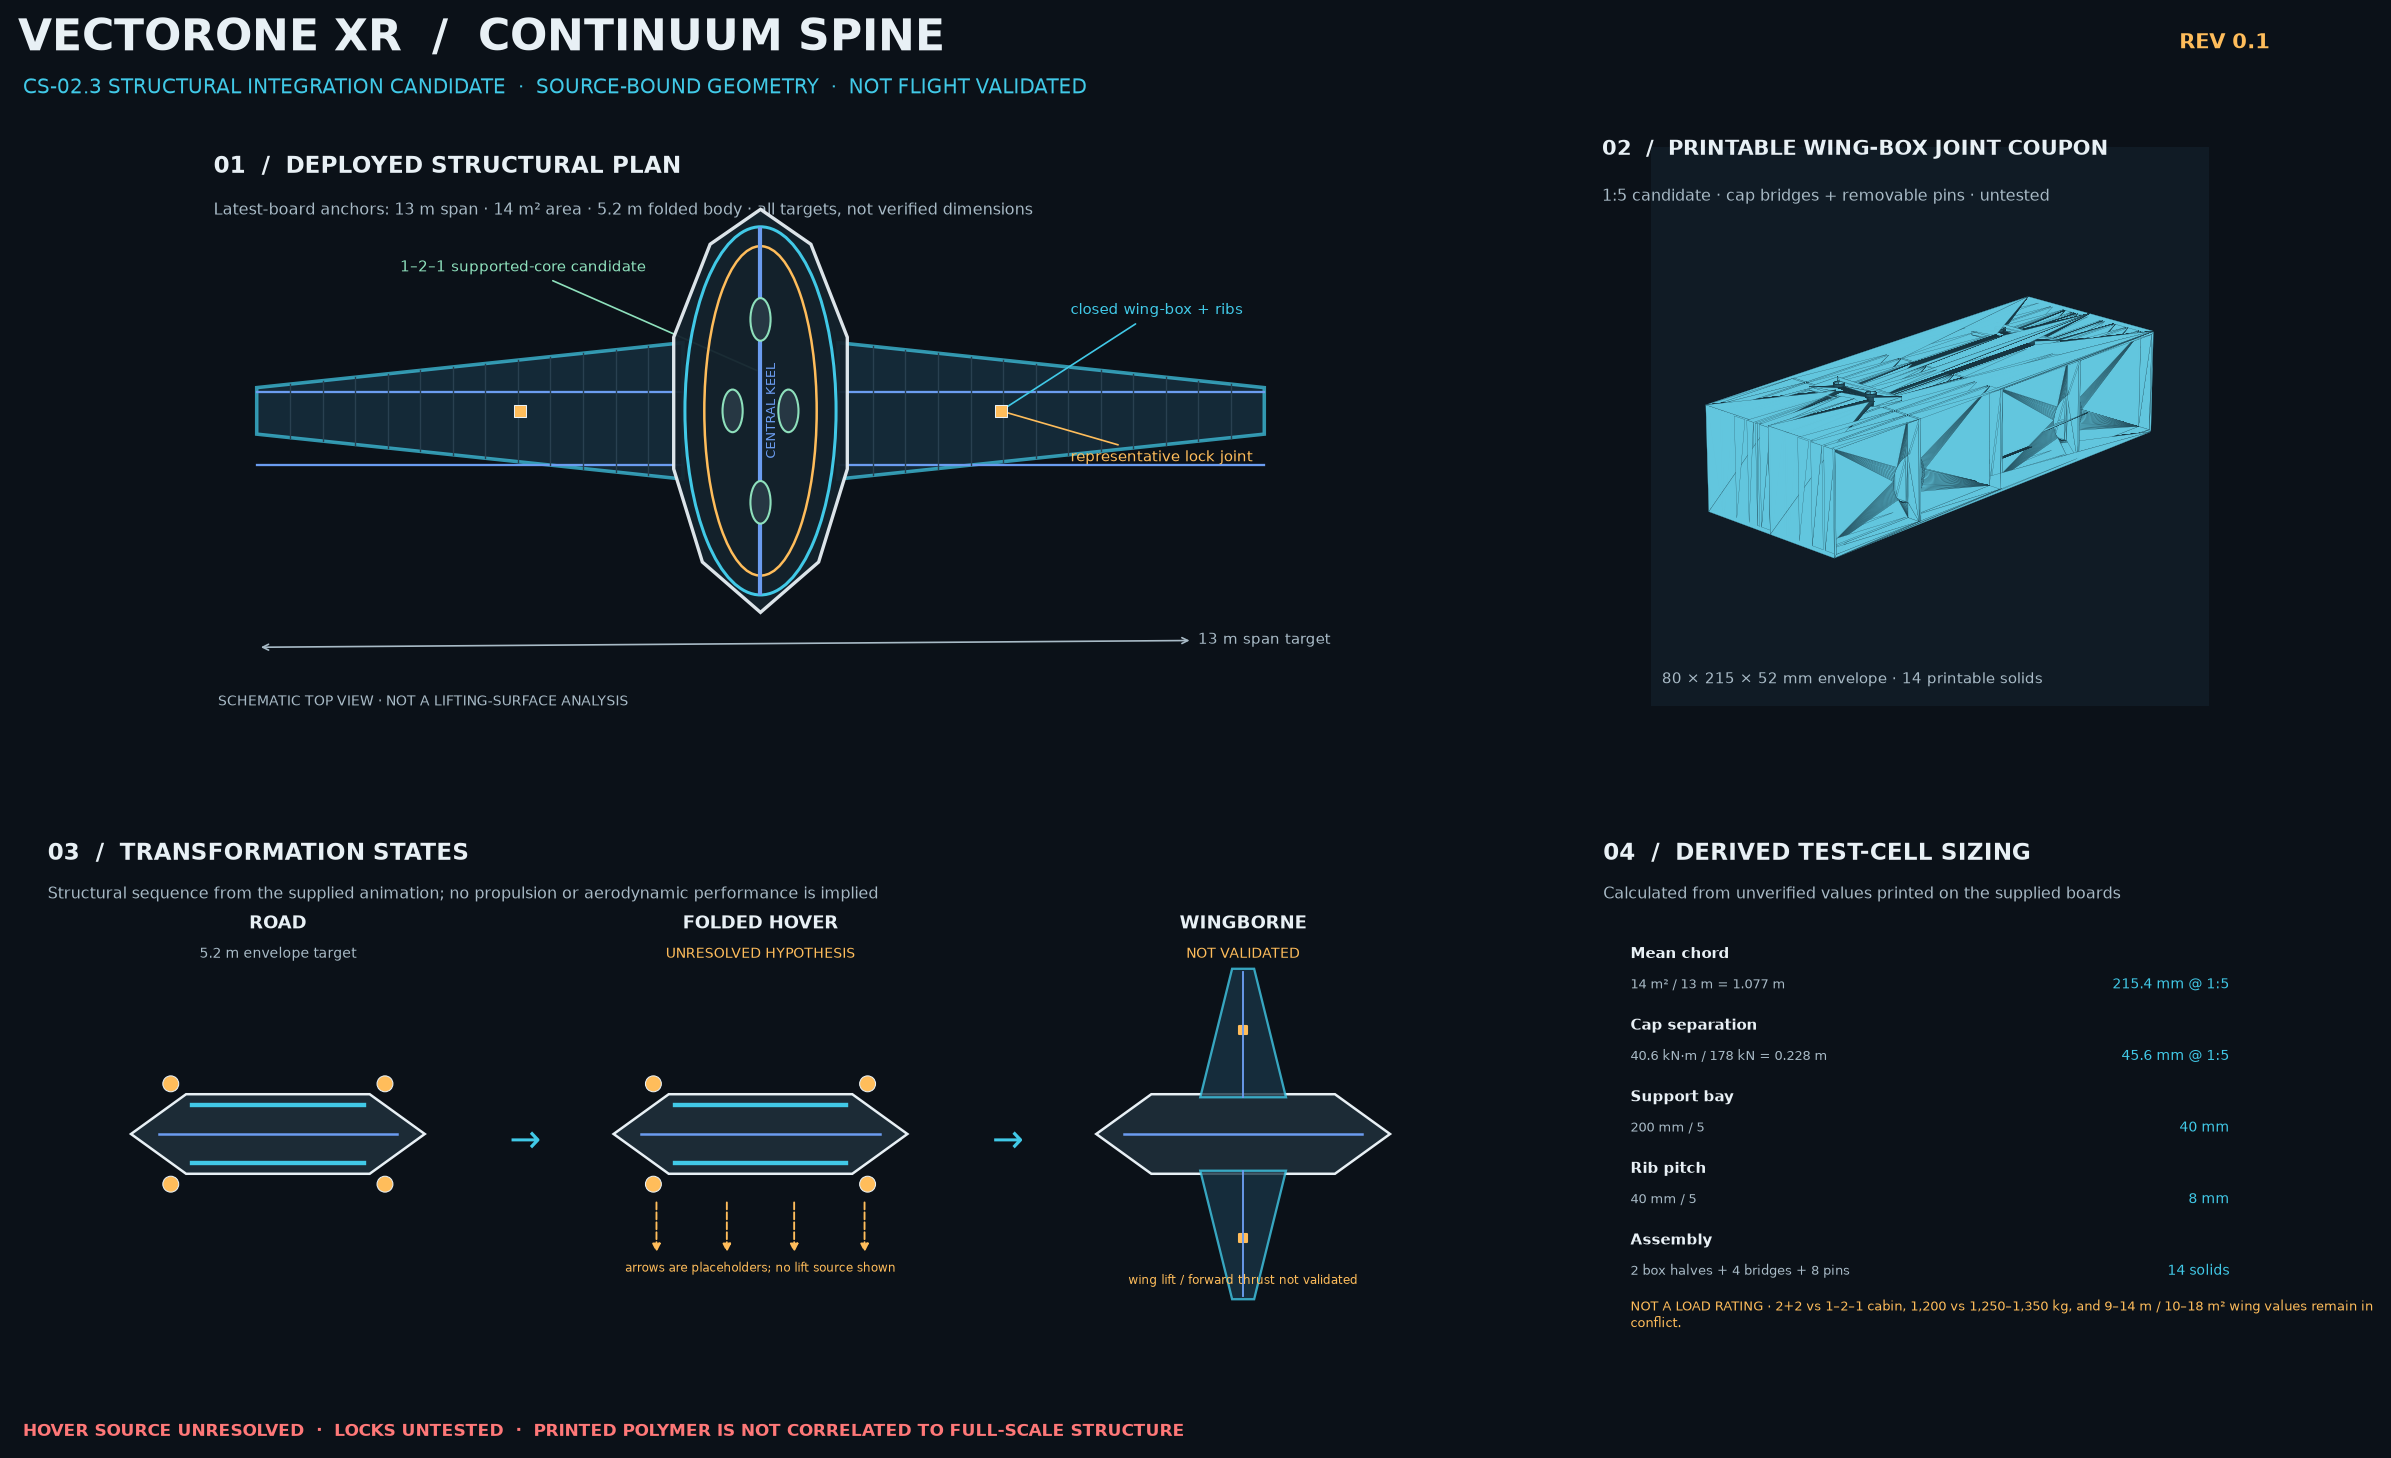 VECTORONE XR / CONTINUUM SPINE
REV 0.1
CS-02.3 STRUCTURAL INTEGRATION CANDIDATE · SOURCE-BOUND GEOMETRY · NOT FLIGHT VALIDATED
01 / DEPLOYED STRUCTURAL PLAN
Latest-board anchors: 13 m span · 14 m² area · 5.2 m folded body · all targets, not verified dimensions
1–2–1 supported-core candidate
closed wing-box + ribs
CENTRAL KEEL
representative lock joint
13 m span target
SCHEMATIC TOP VIEW · NOT A LIFTING-SURFACE ANALYSIS
02 / PRINTABLE WING-BOX JOINT COUPON
1:5 candidate · cap bridges + removable pins · untested
80 × 215 × 52 mm envelope · 14 printable solids
03 / TRANSFORMATION STATES
Structural sequence from the supplied animation; no propulsion or aerodynamic performance is implied
ROAD
5.2 m envelope target
→
FOLDED HOVER
UNRESOLVED HYPOTHESIS
arrows are placeholders; no lift source shown
→
WINGBORNE
NOT VALIDATED
wing lift / forward thrust not validated
04 / DERIVED TEST-CELL SIZING
Calculated from unverified values printed on the supplied boards
Mean chord
14 m² / 13 m = 1.077 m 215.4 mm @ 1:5
Cap separation
40.6 kN·m / 178 kN = 0.228 m 45.6 mm @ 1:5
Support bay
200 mm / 5 40 mm
Rib pitch
40 mm / 5 8 mm
Assembly
2 box halves + 4 bridges + 8 pins 14 solids
NOT A LOAD RATING · 2+2 vs 1–2–1 cabin, 1,200 vs 1,250–1,350 kg, and 9–14 m / 10–18 m² wing values remain in
conflict.
HOVER SOURCE UNRESOLVED · LOCKS UNTESTED · PRINTED POLYMER IS NOT CORRELATED TO FULL-SCALE STRUCTURE